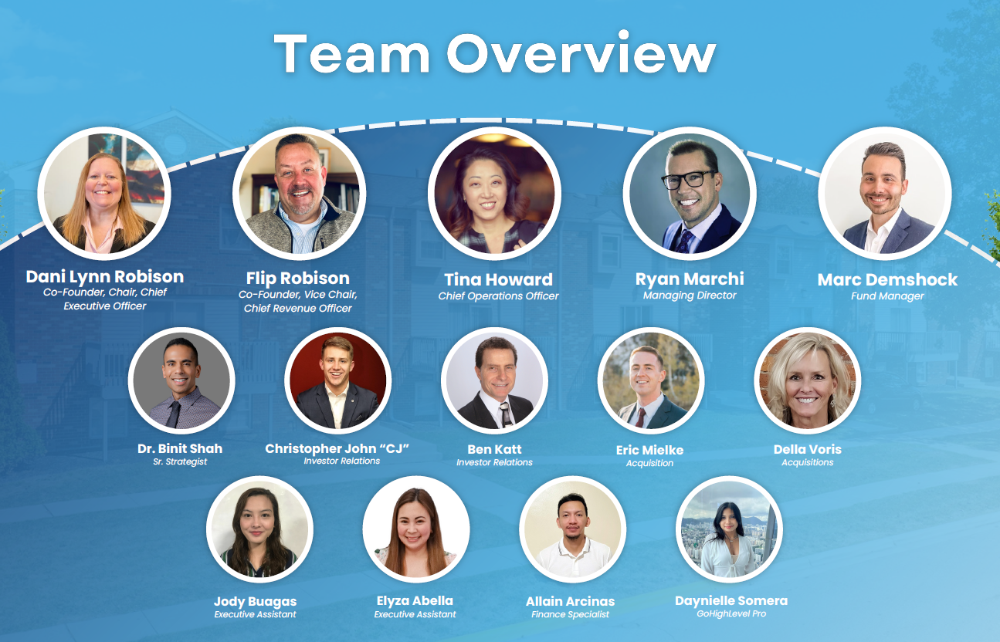 Team Overview
Dani Lynn Robison
Co-Founder, Chair, Chief
Executive Officer
Flip Robison
Co-Founder, Vice Chair,
Chief Revenue Officer
Tina Howard
Chief Operations Officer
Ryan Marchi
Managing Director
Marc Demshock
Fund Manager
Dr. Binit Shah
Sr. Strategist
Christopher John “CJ”
Investor Relations
Ben Katt
Investor Relations
Eric Mielke
Acquisition
Della Voris
Acquisitions
Jody Buagas
Executive Assistant
Elyza Abella
Executive Assistant
Allain Arcinas
Finance Specialist
Daynielle Somera
GoHighLevel Pro